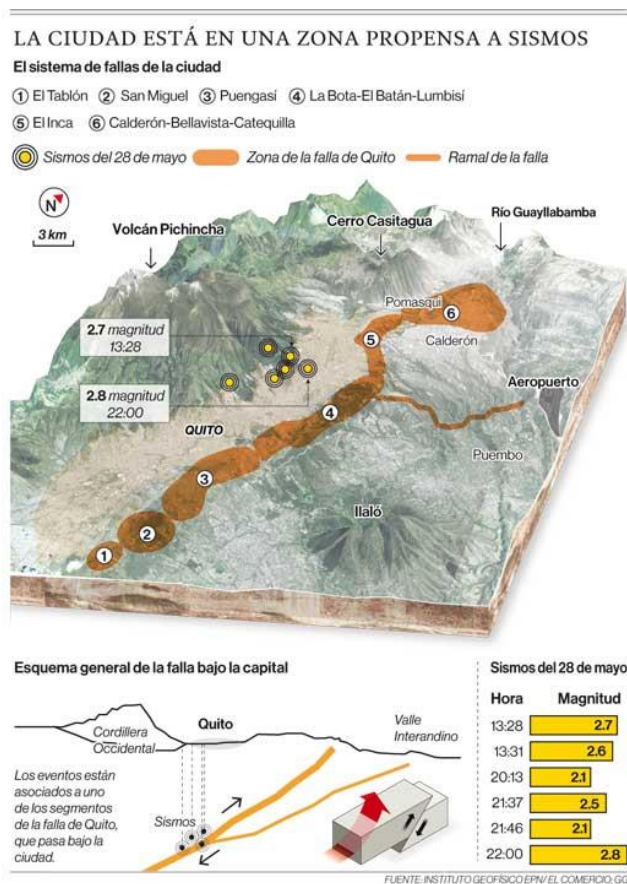 LA CIUDAD ESTÁ EN UNA ZONA PROPENSA A SISMOS
El sistema de fallas de la ciudad
1 El Tablón 2 San Miguel 3 Puengasí 4 La Bota-El Batán-Lumbisí
5 El Inca 6 Calderón-Bellavista-Catequilla
Sismos del 28 de mayo Zona de la falla de Quito Ramal de la falla
N
3 km
Volcán Pichincha
Cerro Casitagua
Río Guayllabamba
2.7 magnitud
13:28
2.8 magnitud
22:00
Pomasqui
6
5
Calderón
Aeropuerto
4
QUITO
Puembo
3
Ilaló
2
1
Esquema general de la falla bajo la capital
Cordillera
Occidental
Quito
Valle
Interandino
Los eventos están
asociados a uno
de los segmentos
de la falla de Quito,
que pasa bajo la
ciudad.
Sismos
Sismos del 28 de mayo
Hora Magnitud
13:28 2.7
13:31 2.6
20:13 2.1
21:37 2.5
21:46 2.1
22:00 2.8
FUENTE: INSTITUTO GEOFÍSICO EPN/ EL COMERCIO: GG